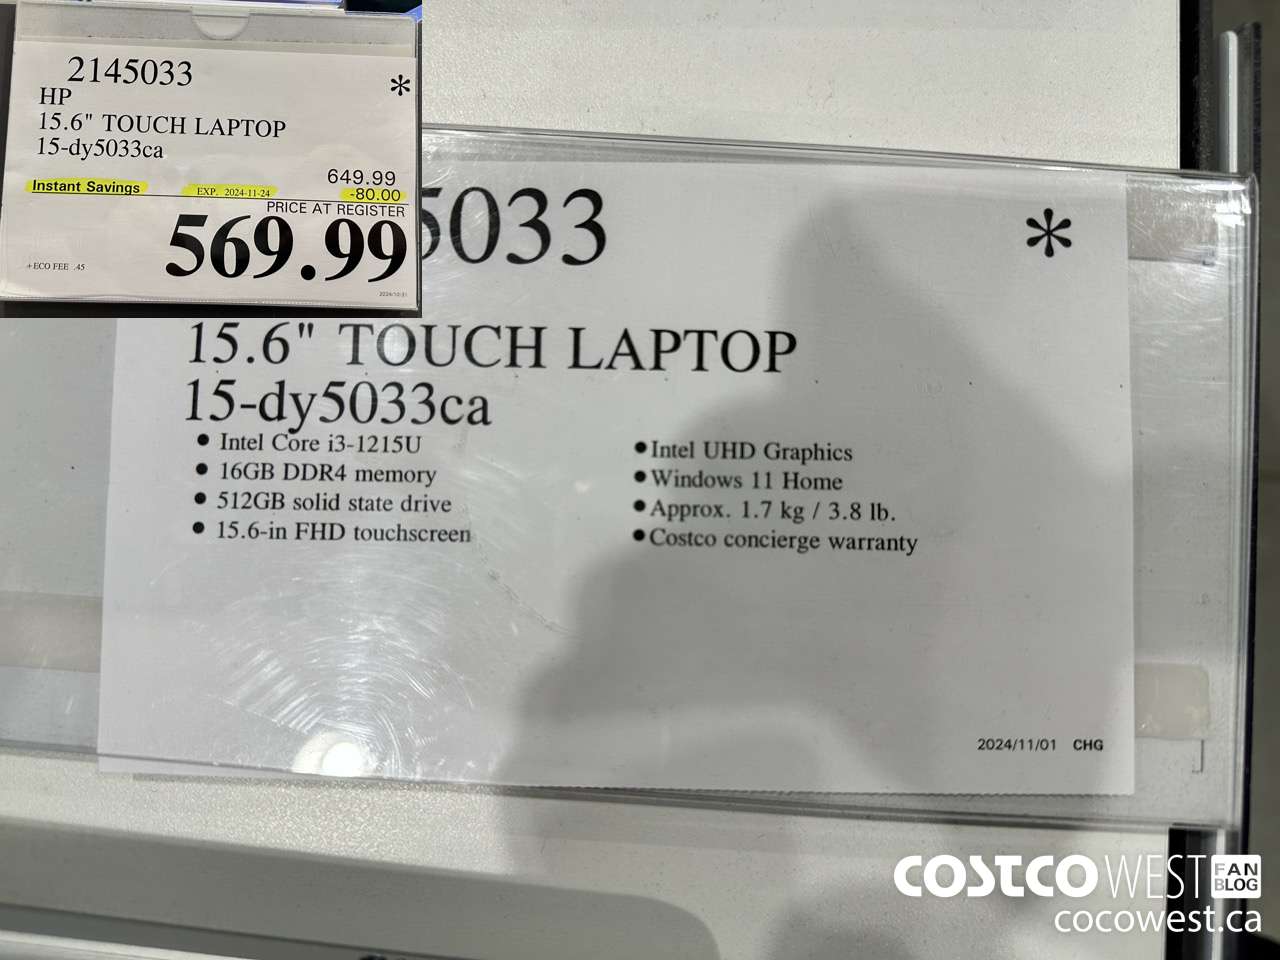 2145033
*
HP
15.6" TOUCH LAPTOP
15-dy5033ca
649.99
Instant Savings EXP. 2024-11-24 -80.00
PRICE AT REGISTER
569.99
+ECO FEE .45
2024/10/31
5033
*
15.6" TOUCH LAPTOP
15-dy5033ca
• Intel Core i3-1215U
• 16GB DDR4 memory
• 512GB solid state drive
• 15.6-in FHD touchscreen
• Intel UHD Graphics
• Windows 11 Home
• Approx. 1.7 kg / 3.8 lb.
• Costco concierge warranty
2024/11/01 CHG
COSTCO WEST FAN BLOG
cocowest.ca